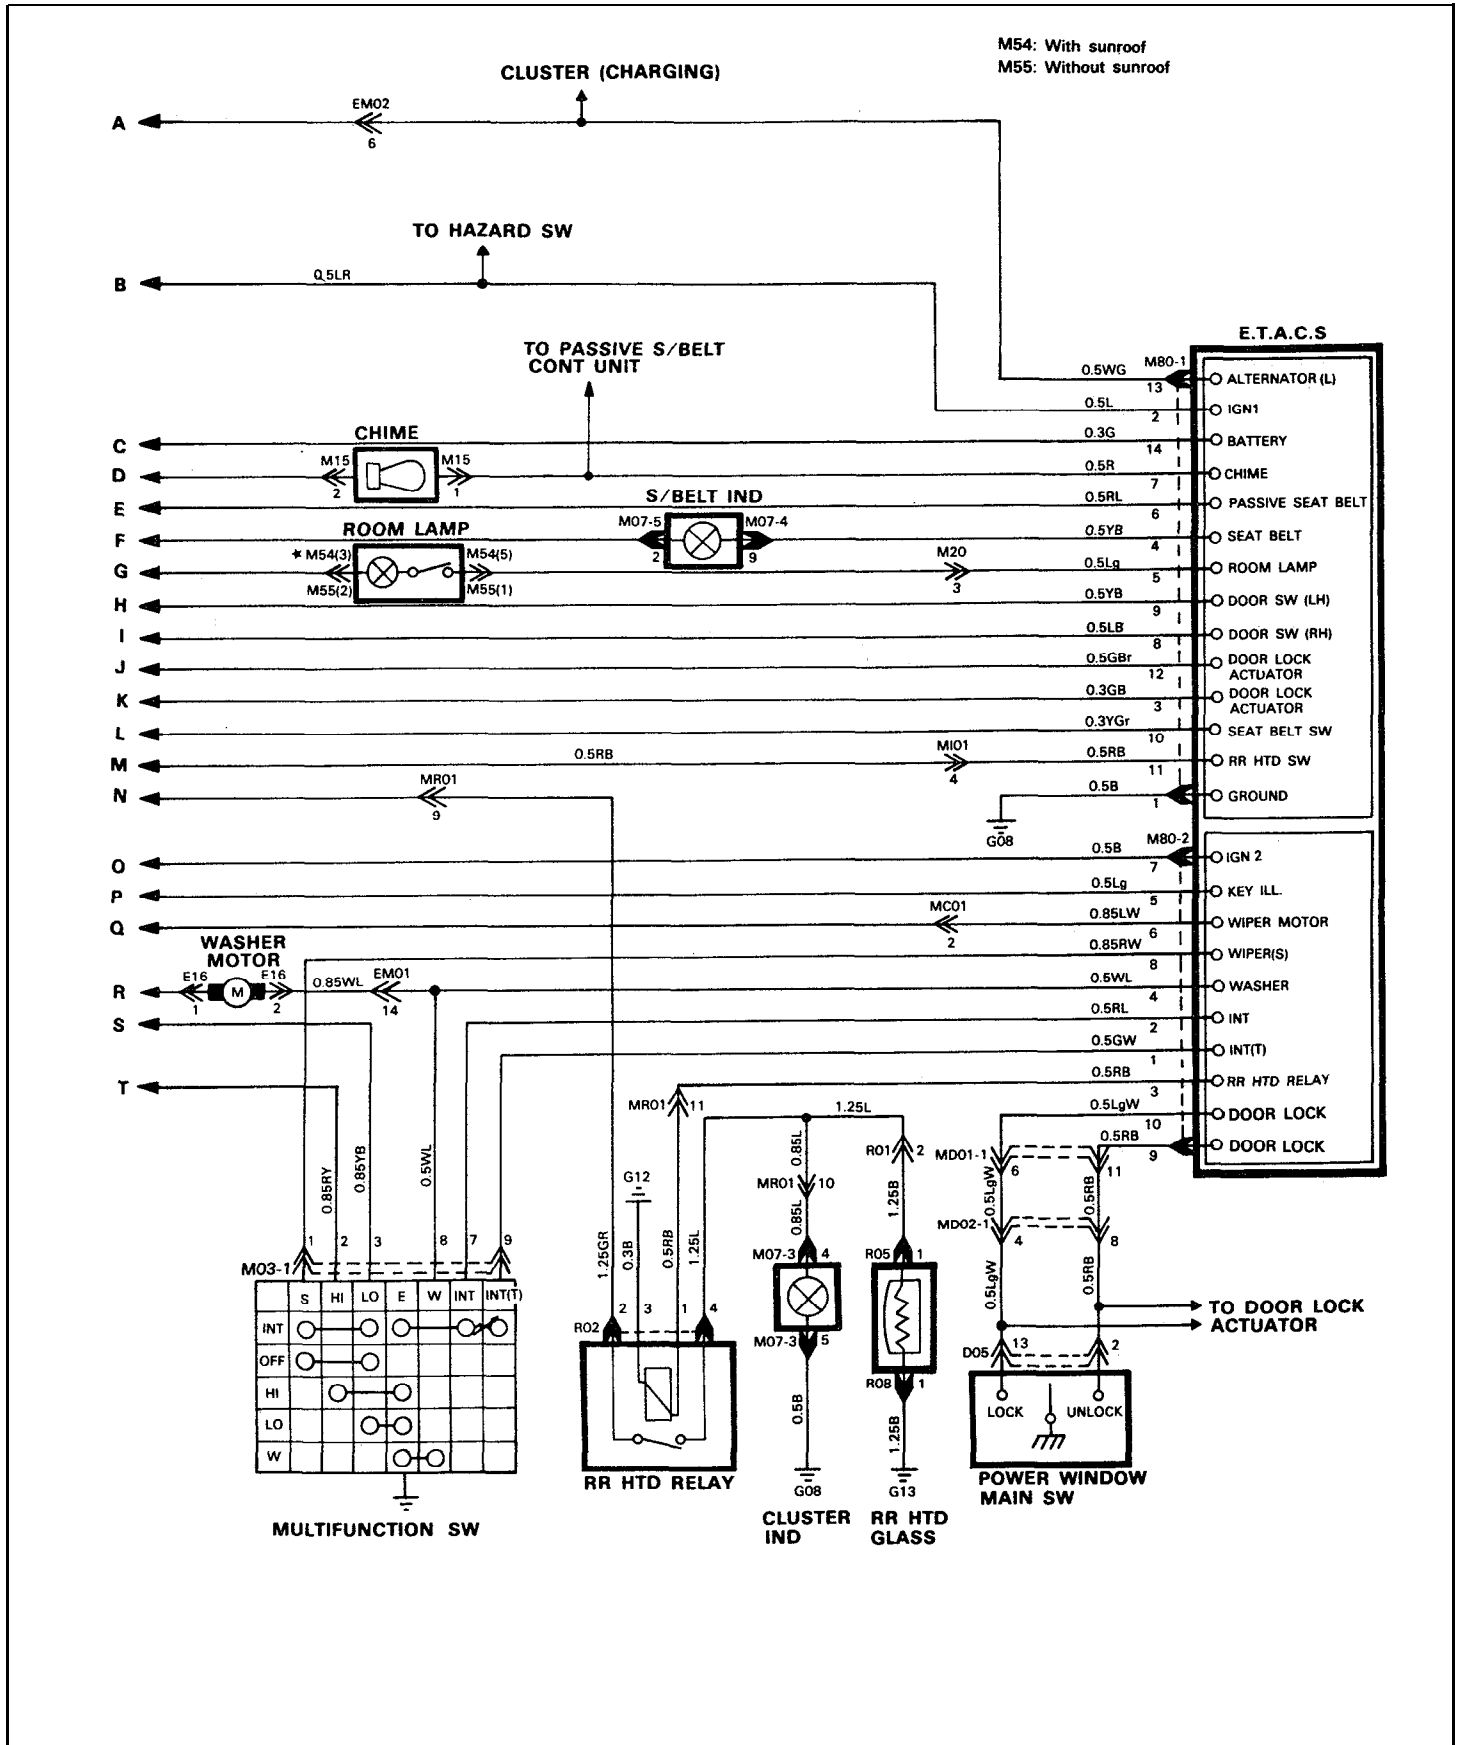 M54: With sunroof
M55: Without sunroof
CLUSTER (CHARGING)
EM02
A
6
TO HAZARD SW
0.5LR
B
E.T.A.C.S
TO PASSIVE S/BELT
CONT UNIT
M80-1
0.5WG
13
ALTERNATOR (L)
0.5L
2
IGN1
CHIME
C
0.3G
14
BATTERY
D
M15
2
M15
1
0.5R
7
CHIME
S/BELT IND
E
0.5RL
6
PASSIVE SEAT BELT
ROOM LAMP
F
M07-5
2
M07-4
9
0.5YB
4
SEAT BELT
G
★ M54(3)
M55(2)
M54(5)
M55(1)
M20
3
0.5Lg
5
ROOM LAMP
H
0.5YB
9
DOOR SW (LH)
I
0.5LB
8
DOOR SW (RH)
J
0.5GBr
12
DOOR LOCK
ACTUATOR
K
0.3GB
3
DOOR LOCK
ACTUATOR
L
0.3YGr
10
SEAT BELT SW
M
0.5RB
MI01
4
0.5RB
11
RR HTD SW
N
MR01
9
0.5B
1
GROUND
G08
M80-2
O
0.5B
7
IGN 2
P
0.5Lg
5
KEY ILL.
Q
MC01
2
0.85LW
6
WIPER MOTOR
WASHER
MOTOR
0.85RW
8
WIPER(S)
R
E16
1
M
E16
2
0.85WL
EM01
14
0.5WL
4
WASHER
S
0.5RL
2
INT
0.5GW
1
INT(T)
T
0.5RB
3
RR HTD RELAY
MR01
11
1.25L
0.5LgW
10
DOOR LOCK
0.5RB
9
DOOR LOCK
0.85RY
0.85YB
0.5WL
G12
0.85L
MR01
10
0.85L
R01
2
1.25B
MD01-1
6
11
0.5LgW
0.5RB
MD02-1
4
8
0.5LgW
0.5RB
1.25GR
0.3B
0.5RB
1.25L
M03-1
1
2
3
8
7
9
S HI LO E W INT INT(T)
INT
OFF
HI
LO
W
MULTIFUNCTION SW
R02
2
3
1
4
RR HTD RELAY
M07-3
4
M07-3
5
0.5B
G08
CLUSTER
IND
R05
1
R08
1
1.25B
G13
RR HTD
GLASS
TO DOOR LOCK
ACTUATOR
D05
13
2
LOCK
UNLOCK
POWER WINDOW
MAIN SW